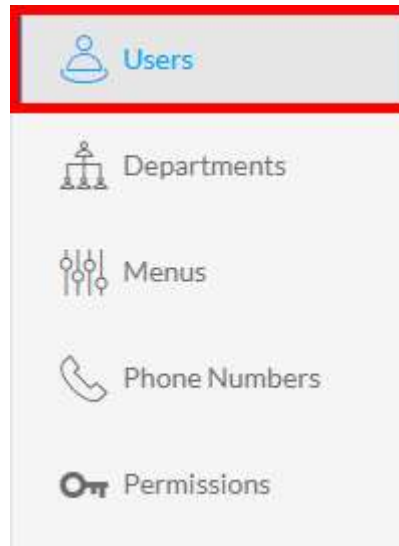 Users
Departments
Menus
Phone Numbers
Permissions